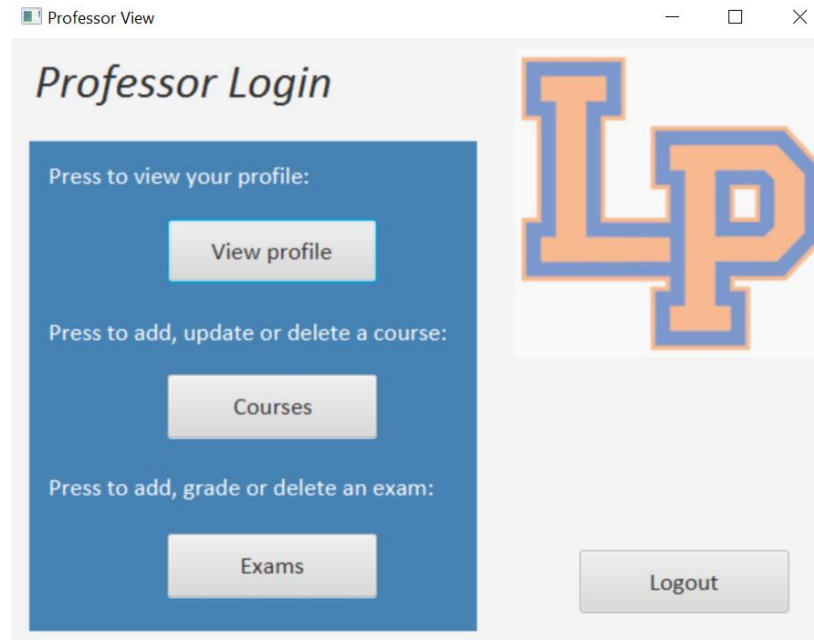 Professor View
Professor Login
Press to view your profile:
View profile
Press to add, update or delete a course:
Courses
Press to add, grade or delete an exam:
Exams
LP
Logout